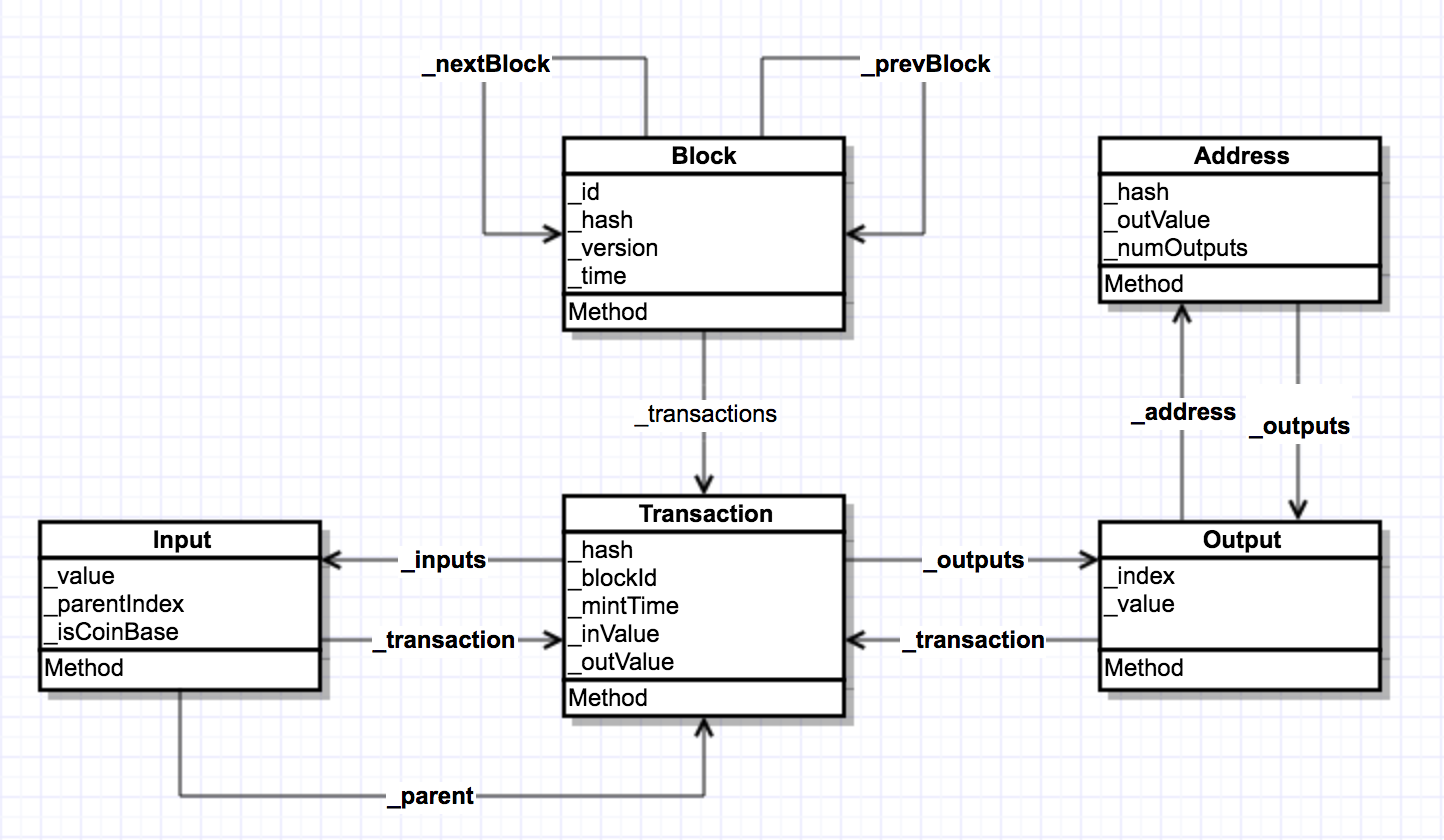 _nextBlock
_prevBlock
Block
_id
_hash
_version
_time
Method
Address
_hash
_outValue
_numOutputs
Method
_transactions
_address
_outputs
Input
_value
_parentIndex
_isCoinBase
Method
_inputs
_transaction
Transaction
_hash
_blockId
_mintTime
_inValue
_outValue
Method
_outputs
_transaction
Output
_index
_value
Method
_parent